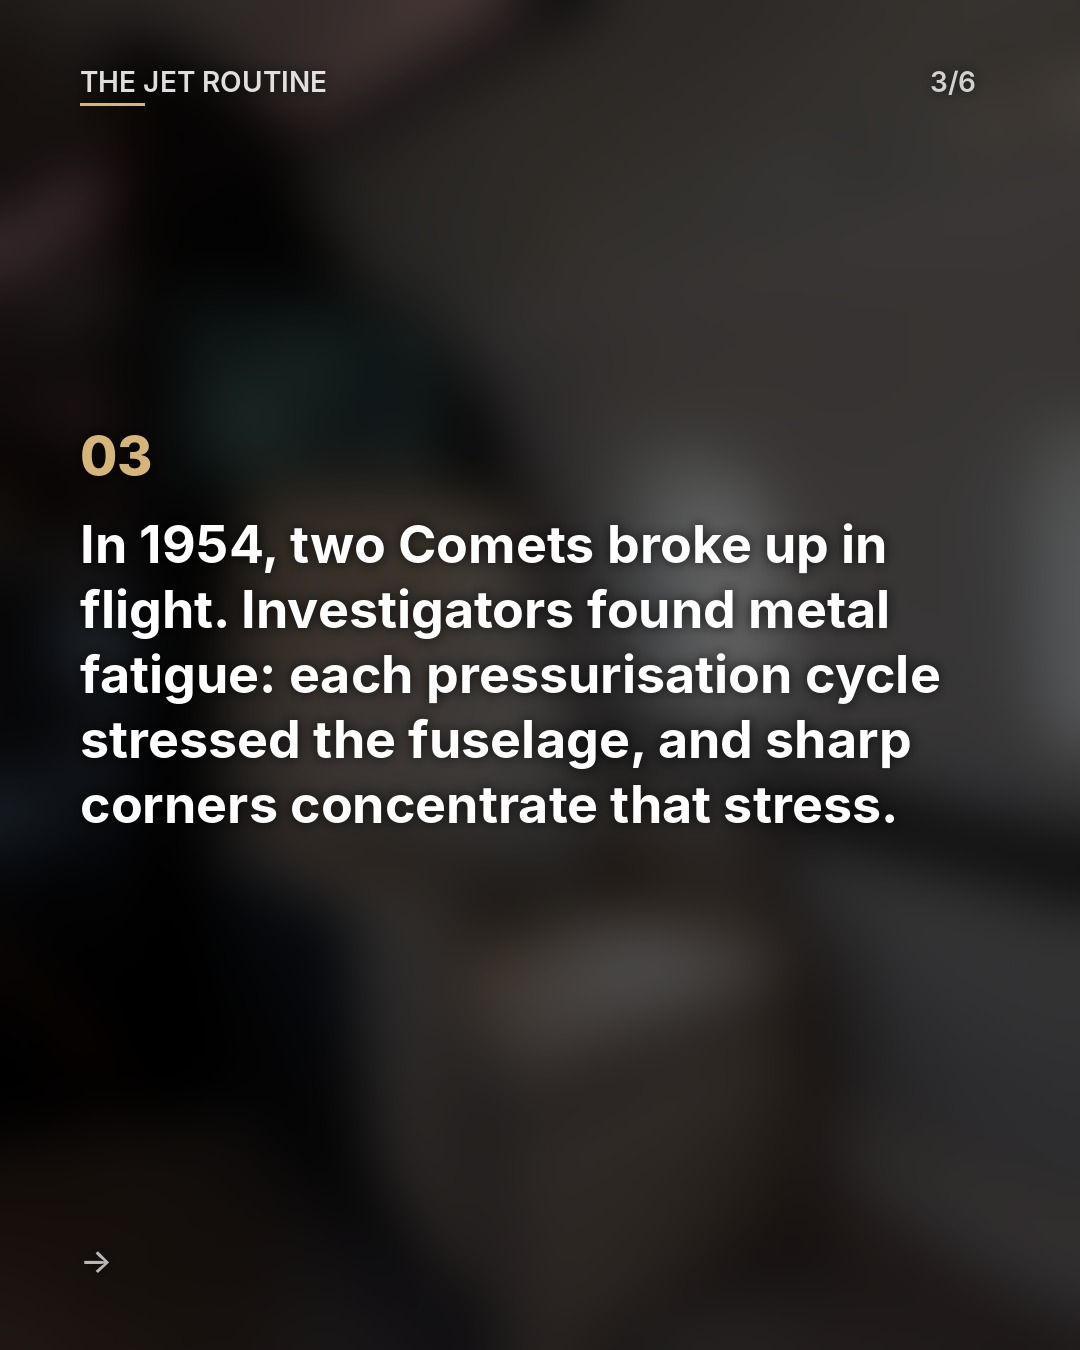 THE JET ROUTINE
3/6
03
In 1954, two Comets broke up in
flight. Investigators found metal
fatigue: each pressurisation cycle
stressed the fuselage, and sharp
corners concentrate that stress.
→